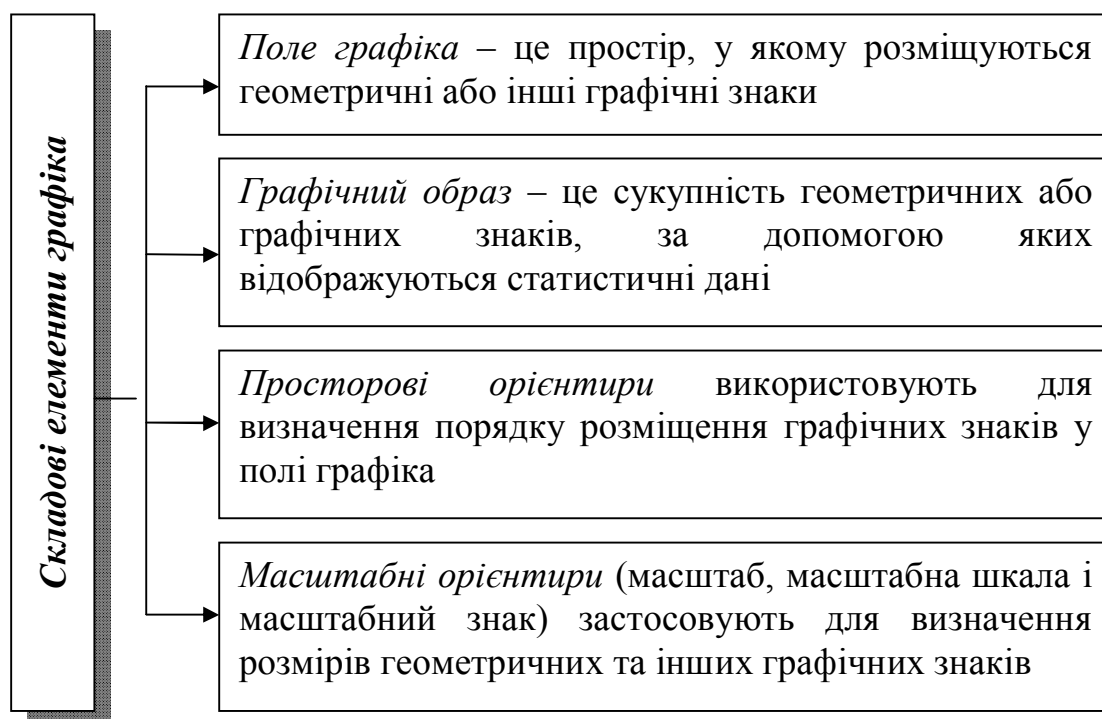 Складові елементи графіка
Поле графіка – це простір, у якому розміщуються
геометричні або інші графічні знаки
Графічний образ – це сукупність геометричних або
графічних знаків, за допомогою яких
відображуються статистичні дані
Просторові орієнтири використовують для
визначення порядку розміщення графічних знаків у
полі графіка
Масштабні орієнтири (масштаб, масштабна шкала і
масштабний знак) застосовують для визначення
розмірів геометричних та інших графічних знаків